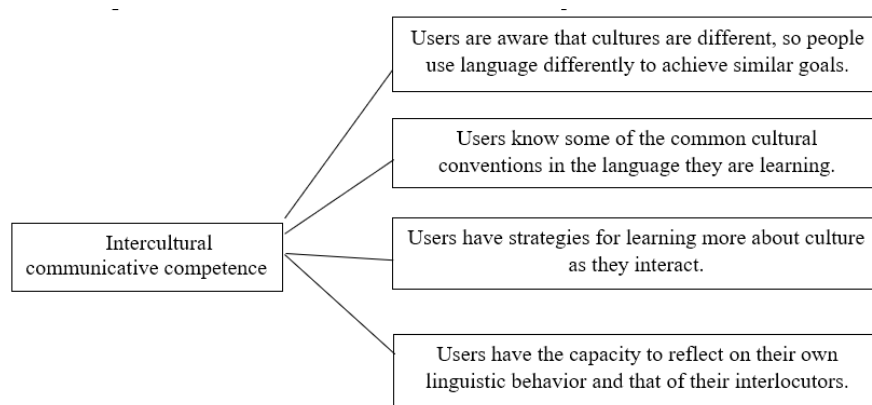 Users are aware that cultures are different, so people
use language differently to achieve similar goals.
Users know some of the common cultural
conventions in the language they are learning.
Intercultural
communicative competence
Users have strategies for learning more about culture
as they interact.
Users have the capacity to reflect on their own
linguistic behavior and that of their interlocutors.